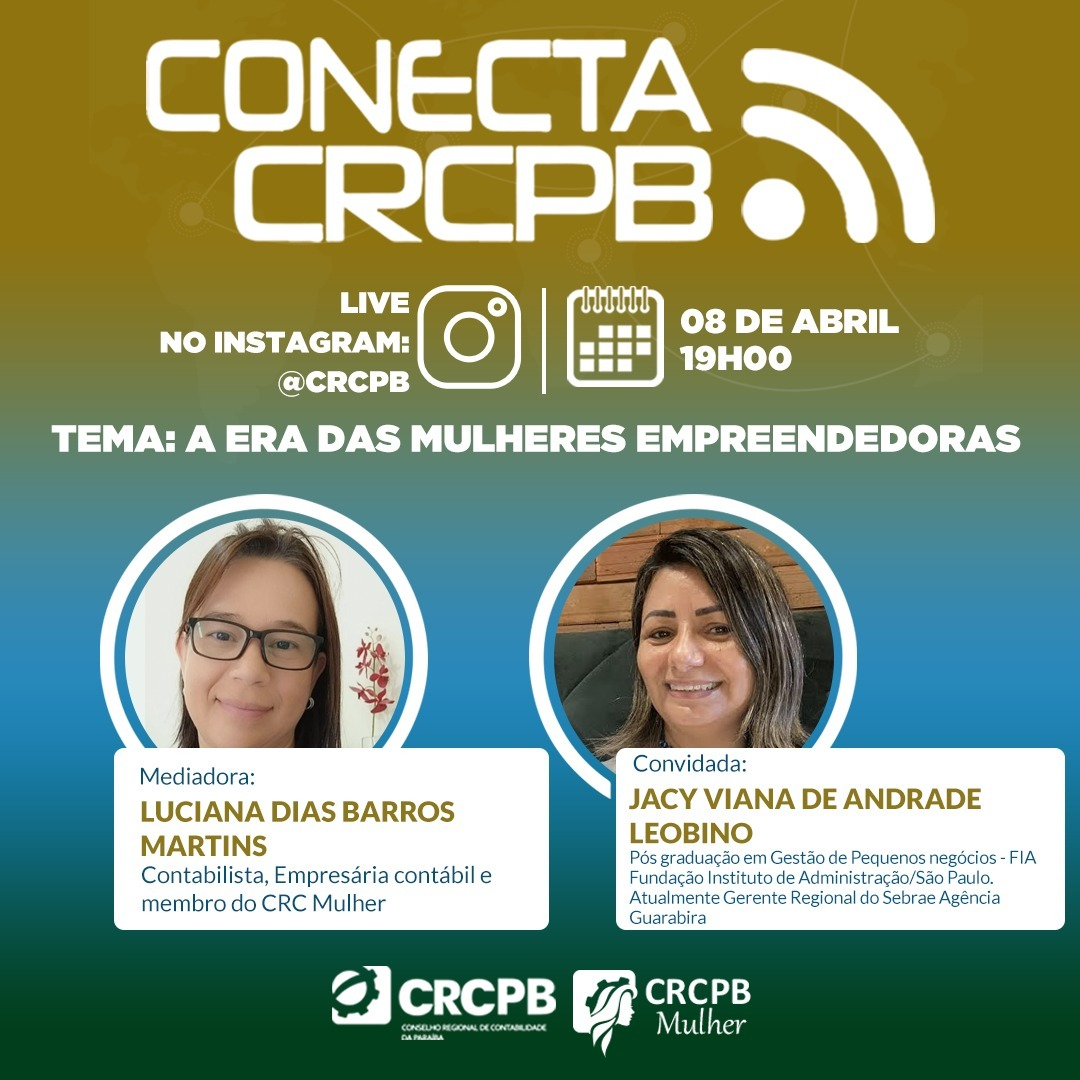 CONECTA
CRCPB
LIVE
NO INSTAGRAM:
@CRCPB
08 DE ABRIL
19H00
TEMA: A ERA DAS MULHERES EMPREENDEDORAS
Mediadora:
LUCIANA DIAS BARROS
MARTINS
Contabilista, Empresária contábil e
membro do CRC Mulher
Convidada:
JACY VIANA DE ANDRADE
LEOBINO
Pós graduação em Gestão de Pequenos negócios - FIA
Fundação Instituto de Administração/São Paulo.
Atualmente Gerente Regional do Sebrae Agência
Guarabira
CRCPB
CONSELHO REGIONAL DE CONTABILIDADE
DA PARAÍBA
CRCPB
Mulher